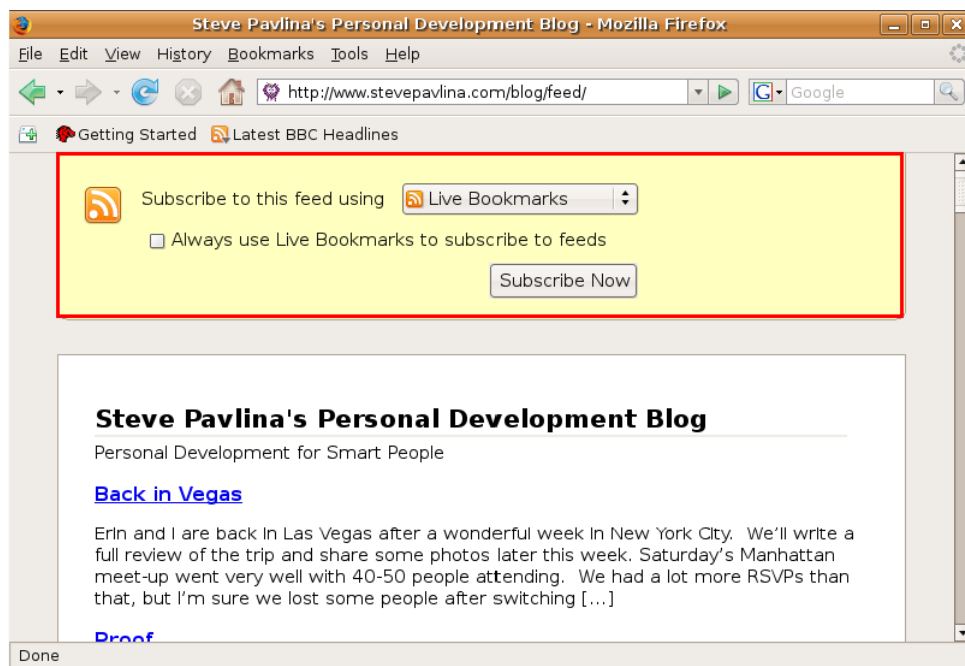 Steve Pavlina's Personal Development Blog - Mozilla Firefox
File Edit View History Bookmarks Tools Help
http://www.stevepavlina.com/blog/feed/ G Google
Getting Started Latest BBC Headlines
Subscribe to this feed using Live Bookmarks
Always use Live Bookmarks to subscribe to feeds
Subscribe Now
Steve Pavlina's Personal Development Blog
Personal Development for Smart People
Back in Vegas
Erin and I are back in Las Vegas after a wonderful week in New York City.  We'll write a
full review of the trip and share some photos later this week. Saturday's Manhattan
meet-up went very well with 40-50 people attending.  We had a lot more RSVPs than
that, but I'm sure we lost some people after switching [...]
Proof
Done